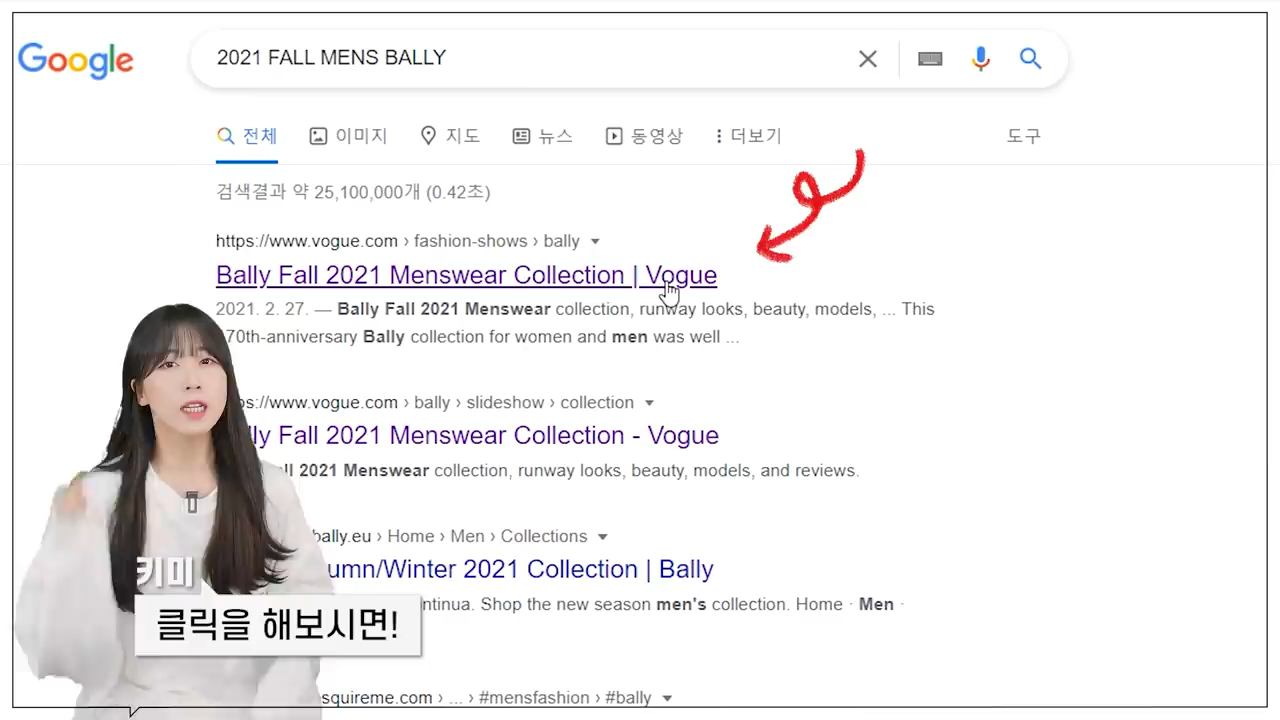 Google
2021 FALL MENS BALLY
전체 이미지 지도 뉴스 동영상 더보기 도구
검색결과 약 25,100,000개 (0.42초)
https://www.vogue.com › fashion-shows › bally
Bally Fall 2021 Menswear Collection | Vogue
2021. 2. 27. — Bally Fall 2021 Menswear collection, runway looks, beauty, models, ... This
70th-anniversary Bally collection for women and men was well ...
www.vogue.com › bally › slideshow › collection
Fall 2021 Menswear Collection - Vogue
2021 Menswear collection, runway looks, beauty, models, and reviews.
bally.eu › Home › Men › Collections
umn/Winter 2021 Collection | Bally
ntinua. Shop the new season men's collection. Home · Men ·
키미
클릭을 해보시면!
squireme.com › ... › #mensfashion › #bally